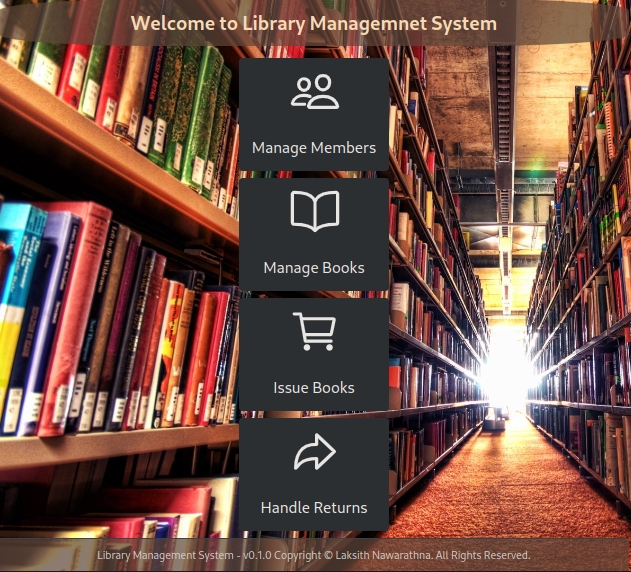 Welcome to Library Managemnet System
Manage Members
Manage Books
Issue Books
Handle Returns
Library Management System - v0.1.0 Copyright © Laksith Nawarathna. All Rights Reserved.